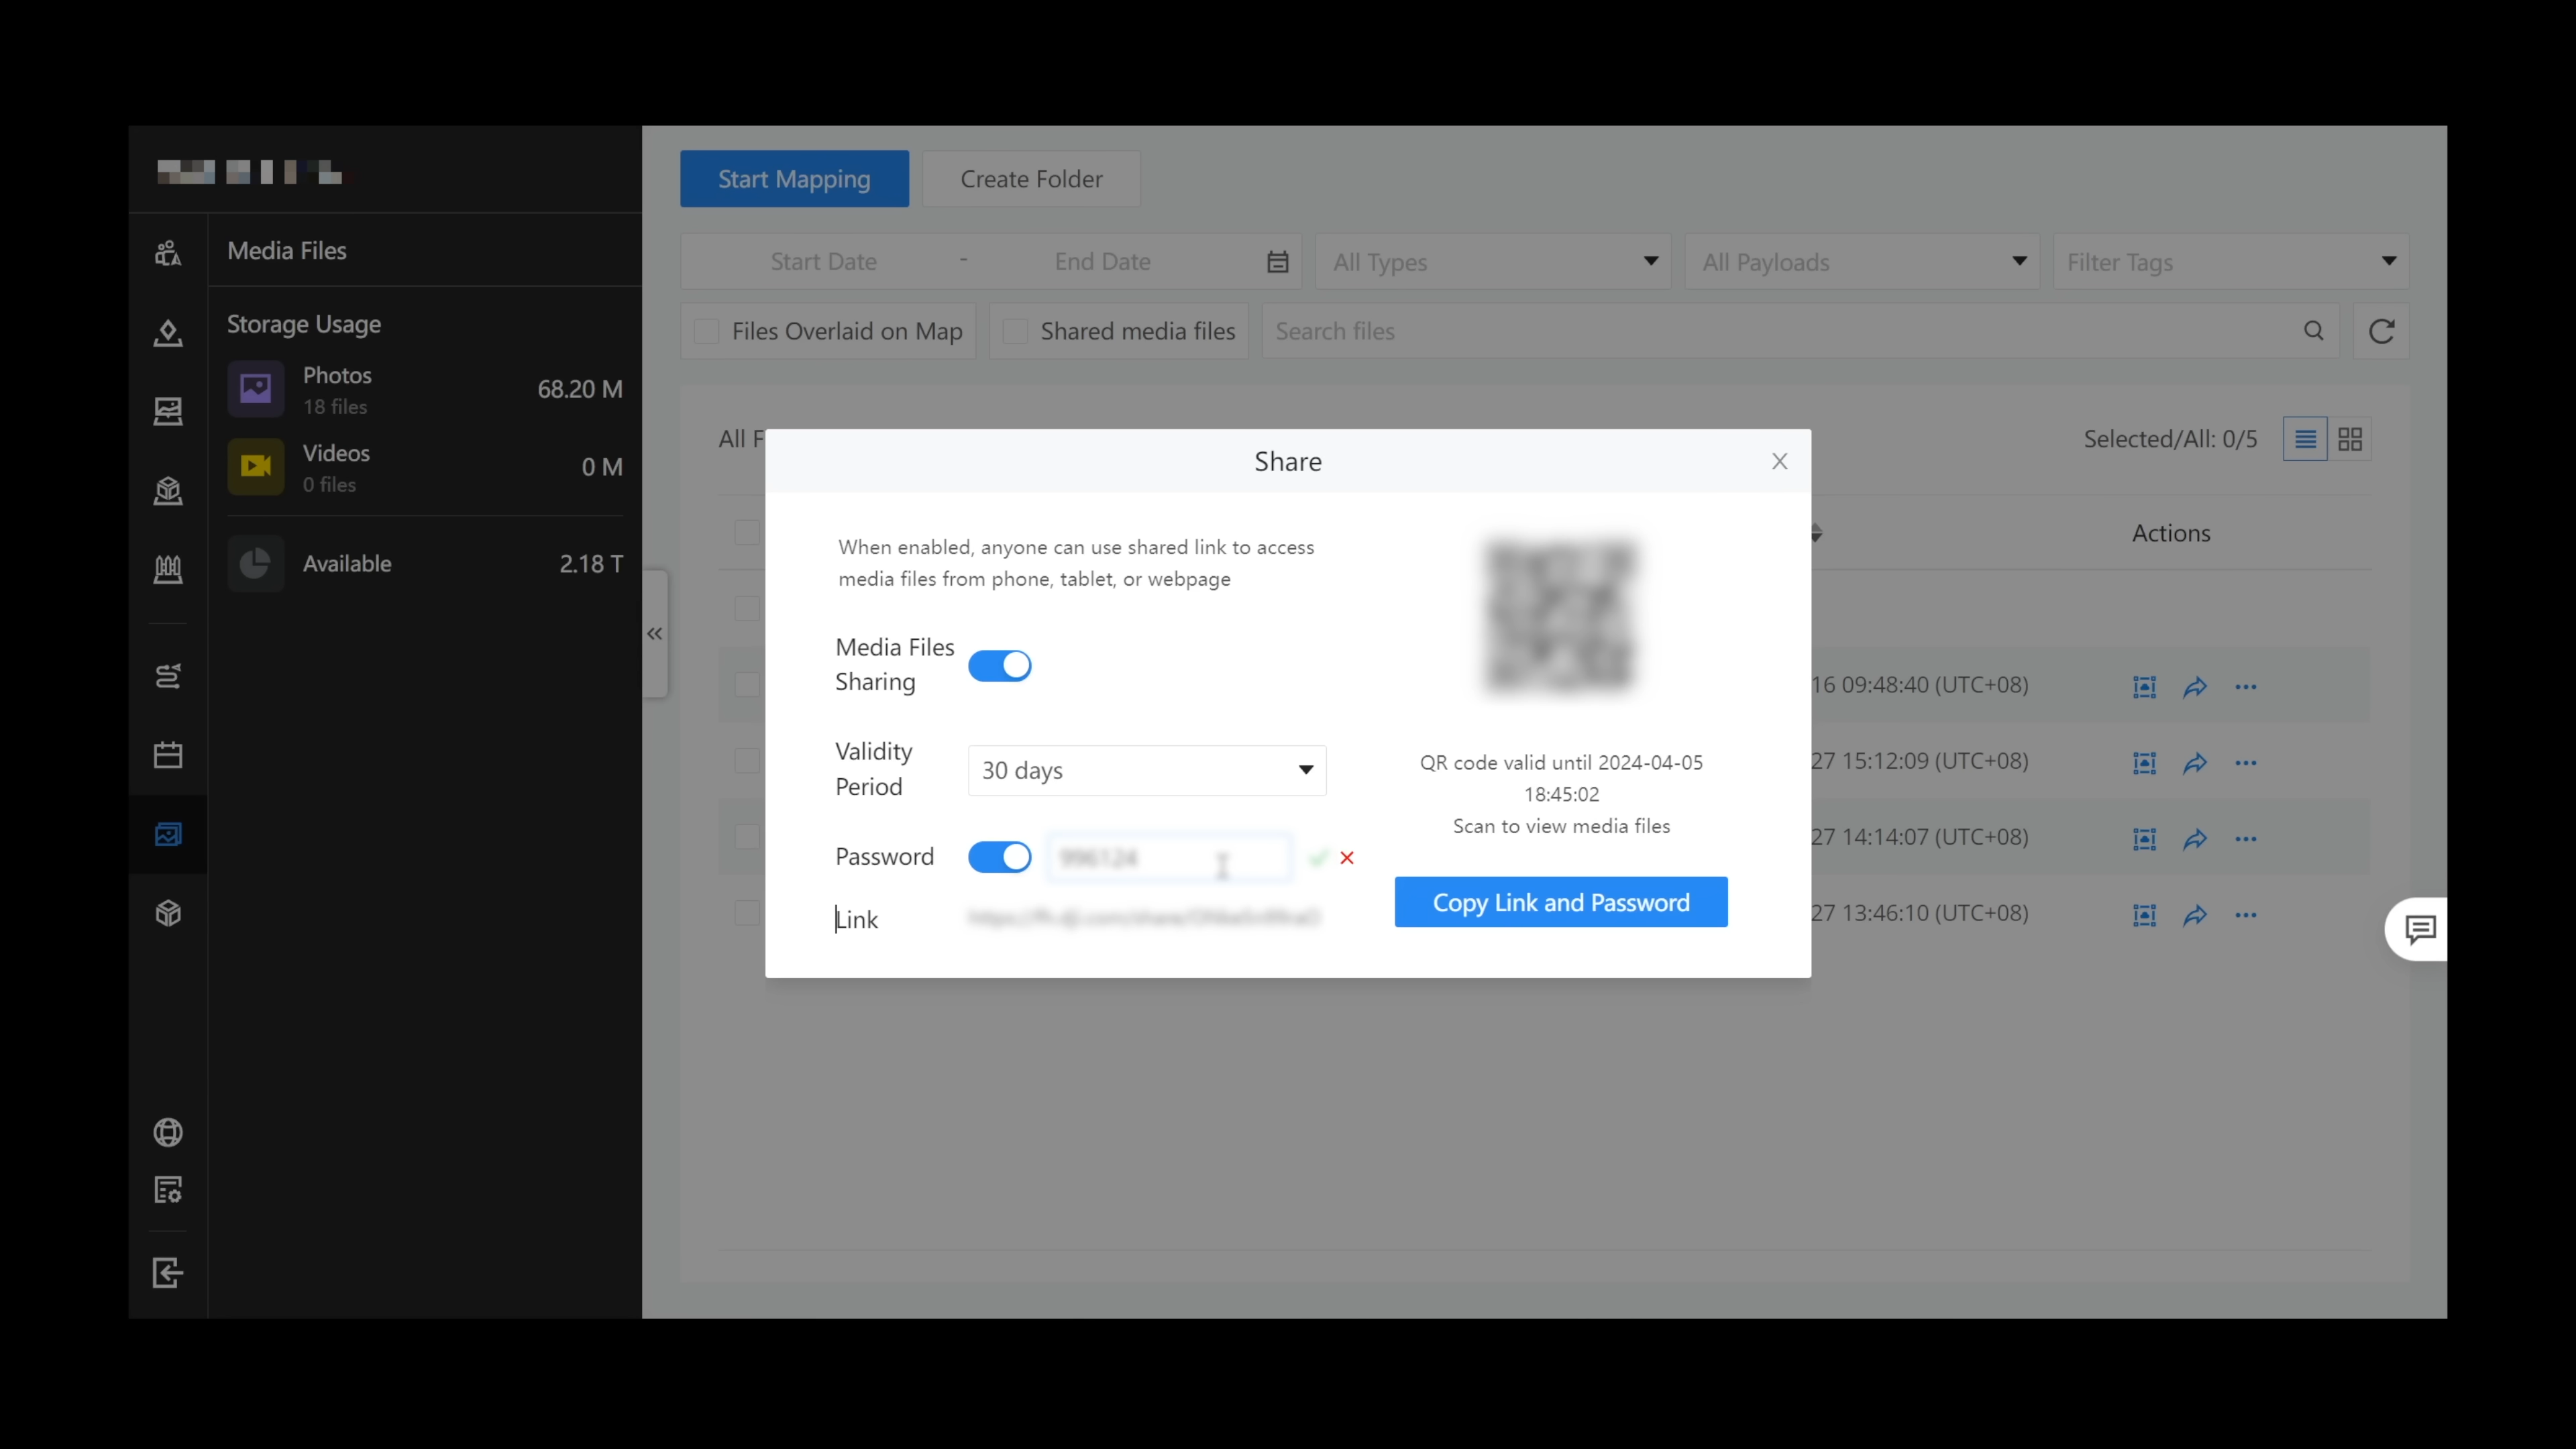 Start Mapping
Create Folder
Media Files
Start Date - End Date
All Types
All Payloads
Filter Tags
Storage Usage
Files Overlaid on Map
Shared media files
Search files
Photos
18 files
68.20 M
Videos
0 files
0 M
Available
2.18 T
All F
Selected/All: 0/5
Share
Actions
When enabled, anyone can use shared link to access
media files from phone, tablet, or webpage
Media Files
Sharing
Validity
Period
30 days
Password
Link
QR code valid until 2024-04-05
18:45:02
Scan to view media files
Copy Link and Password
16 09:48:40 (UTC+08)
27 15:12:09 (UTC+08)
27 14:14:07 (UTC+08)
27 13:46:10 (UTC+08)